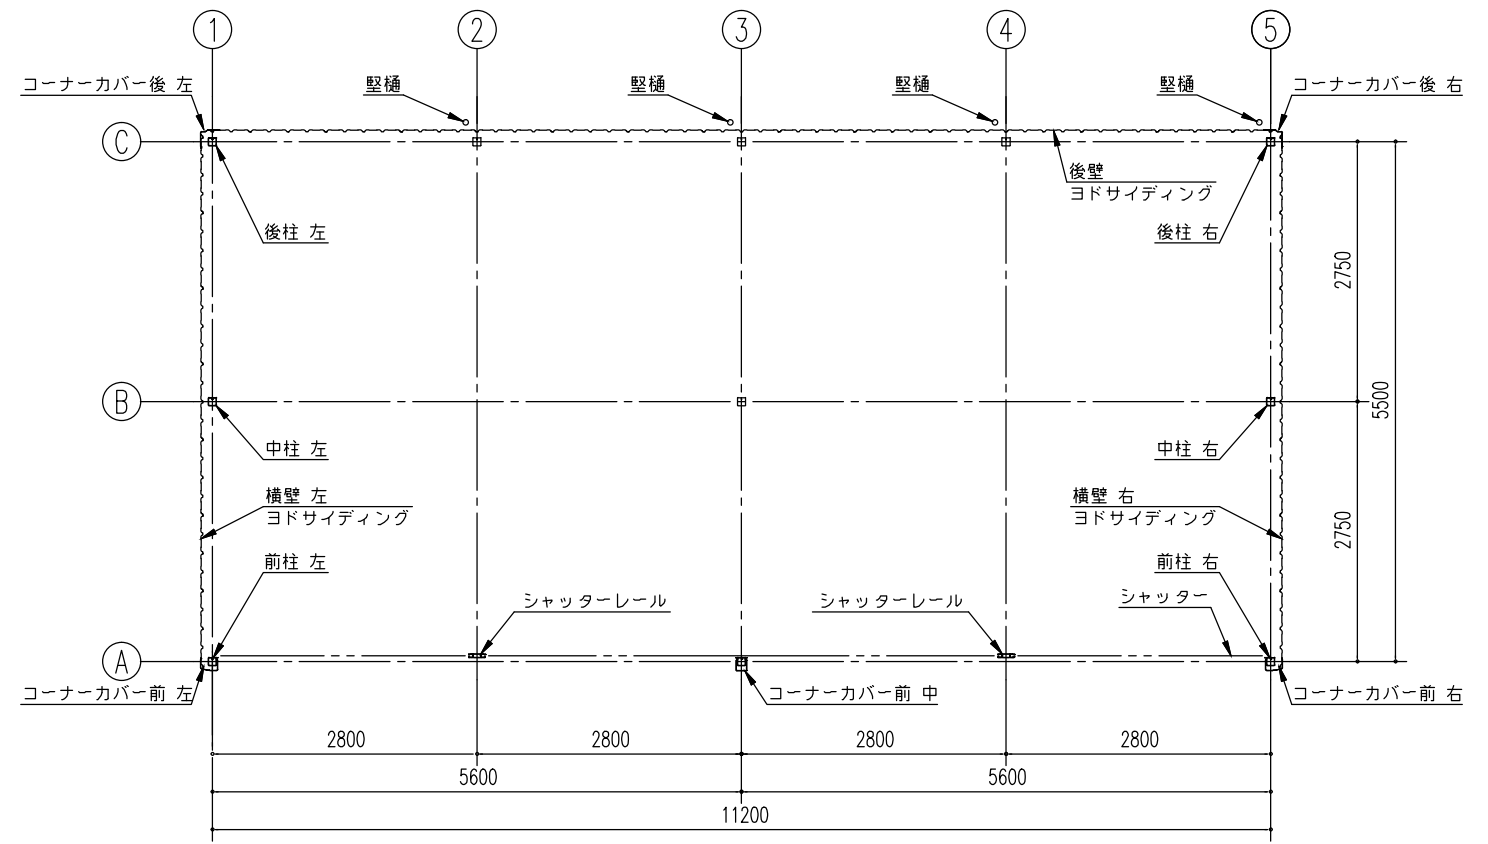 1
2
3
4
5
コーナーカバー後 左
堅樋
堅樋
堅樋
堅樋
コーナーカバー後 右
C
後壁
ヨドサイディング
後柱 左
後柱 右
2750
5500
B
中柱 左
中柱 右
横壁 左
ヨドサイディング
横壁 右
ヨドサイディング
2750
前柱 左
前柱 右
シャッターレール
シャッターレール
シャッター
A
コーナーカバー前 左
コーナーカバー前 中
コーナーカバー前 右
2800
2800
2800
2800
5600
5600
11200